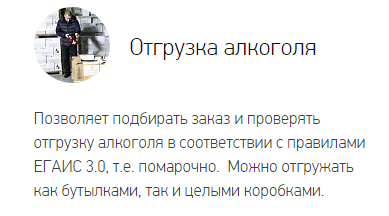 Отгрузка алкоголя
Позволяет подбирать заказ и проверять
отгрузку алкоголя в соответствии с правилами
ЕГАИС 3.0, т.е. помарочно. Можно отгружать
как бутылками, так и целыми коробками.